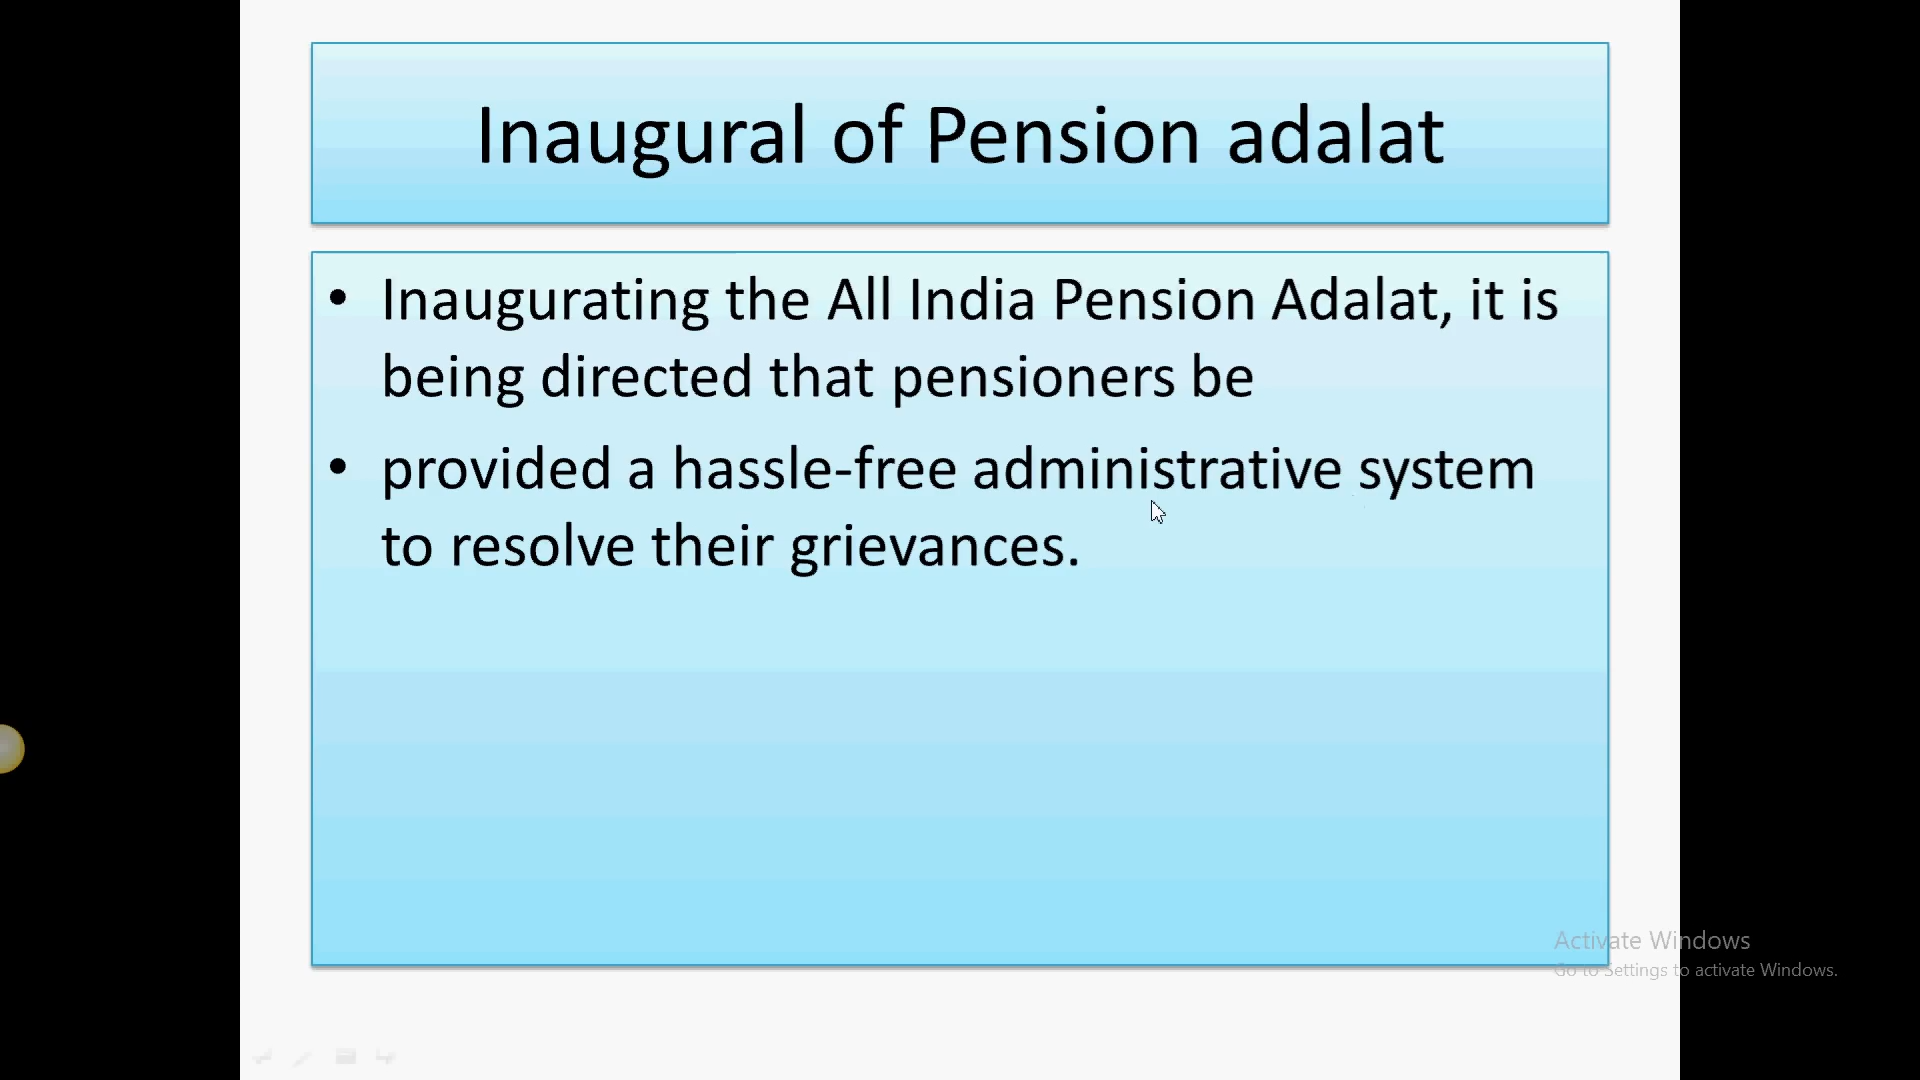 Inaugural of Pension adalat
• Inaugurating the All India Pension Adalat, it is
being directed that pensioners be
• provided a hassle-free administrative system
to resolve their grievances.
Activate Windows
Go to Settings to activate Windows.